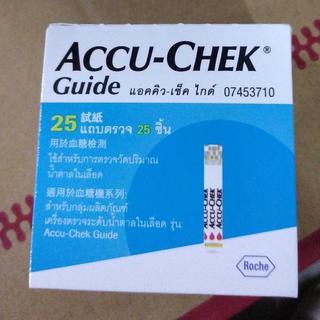 ACCU-CHEK®
Guide แอคคิว-เช็ค ไกด์ 07453710
25 試紙
แถบตรวจ 25 ชิ้น
用於血糖檢測
ใช้สำหรับการตรวจวัดปริมาณ
น้ำตาลในเลือด
適用於血糖機系列:
สำหรับกลุ่มผลิตภัณฑ์
เครื่องตรวจระดับน้ำตาลในเลือด รุ่น:
Accu-Chek Guide
ACCU-CHEK
ACCU-CHEK
Roche